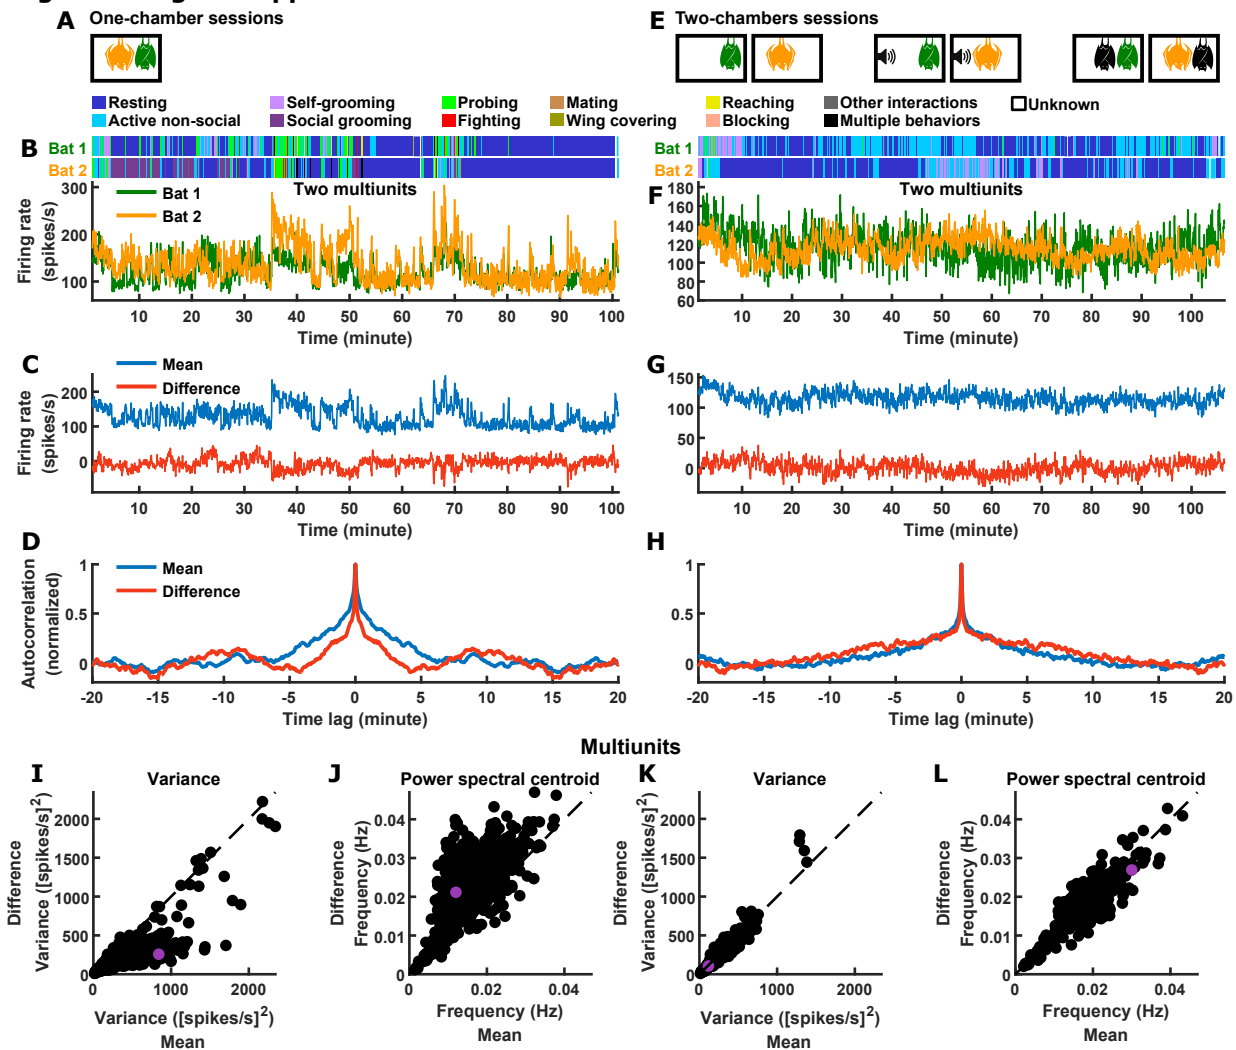 A One-chamber sessions
E Two-chambers sessions
Resting Self-grooming Probing Mating Reaching Other interactions Unknown
Active non-social Social grooming Fighting Wing covering Blocking Multiple behaviors
B
Bat 1
Bat 2
Bat 1
Bat 2
Two multiunits
Bat 1
Bat 2
Firing rate
(spikes/s)
300
200
100
10 20 30 40 50 60 70 80 90 100
Time (minute)
F
Two multiunits
180
160
140
120
100
80
60
10 20 30 40 50 60 70 80 90 100
Time (minute)
C
Mean
Difference
Firing rate
(spikes/s)
200
100
0
10 20 30 40 50 60 70 80 90 100
Time (minute)
G
150
100
50
0
10 20 30 40 50 60 70 80 90 100
Time (minute)
D
Mean
Difference
Autocorrelation
(normalized)
1
0.5
0
-20 -15 -10 -5 0 5 10 15 20
Time lag (minute)
H
1
0.5
0
-20 -15 -10 -5 0 5 10 15 20
Time lag (minute)
Multiunits
I
Variance
Difference
Variance ([spikes/s]²)
2000
1500
1000
500
0
0 1000 2000
Variance ([spikes/s]²)
Mean
J
Power spectral centroid
Difference
Frequency (Hz)
0.04
0.03
0.02
0.01
0
0 0.02 0.04
Frequency (Hz)
Mean
K
Variance
Difference
Variance ([spikes/s]²)
2000
1500
1000
500
0
0 1000 2000
Variance ([spikes/s]²)
Mean
L
Power spectral centroid
Difference
Frequency (Hz)
0.04
0.03
0.02
0.01
0
0 0.02 0.04
Frequency (Hz)
Mean